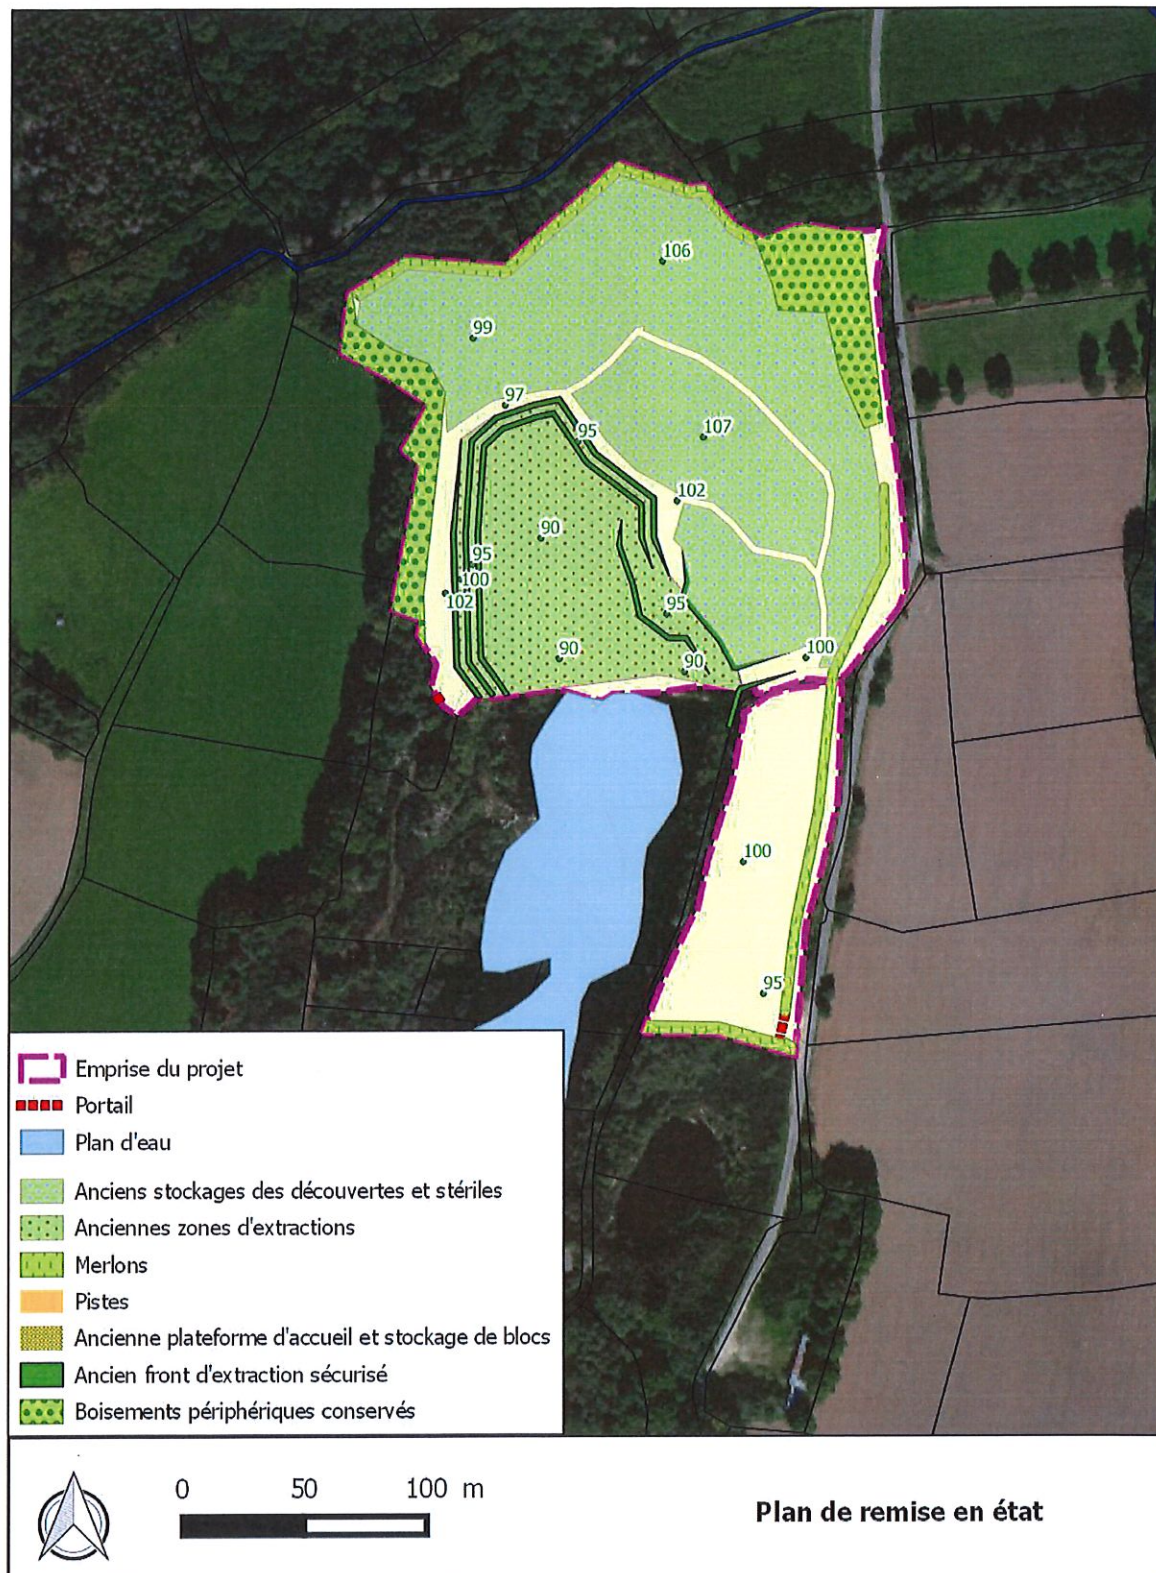 106
99
97
95
107
102
90
95
100
102
95
90
90
100
100
95
Emprise du projet
Portail
Plan d'eau
Anciens stockages des découvertes et stériles
Anciennes zones d'extractions
Merlons
Pistes
Ancienne plateforme d'accueil et stockage de blocs
Ancien front d'extraction sécurisé
Boisements périphériques conservés
0 50 100 m
Plan de remise en état